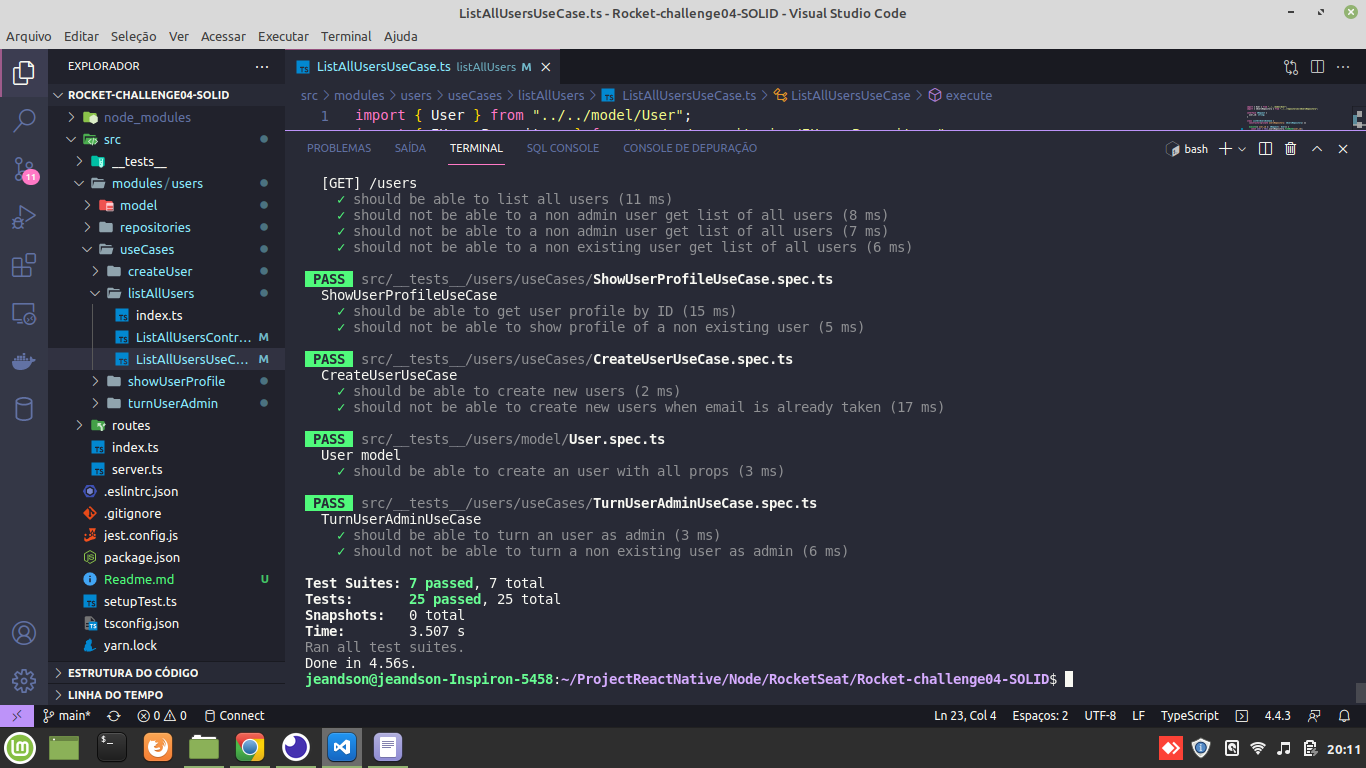 ListAllUsersUseCase.ts - Rocket-challenge04-SOLID - Visual Studio Code
Arquivo Editar Seleção Ver Acessar Executar Terminal Ajuda
EXPLORADOR
ROCKET-CHALLENGE04-SOLID
node_modules
src
__tests__
modules/users
model
repositories
useCases
createUser
listAllUsers
index.ts
ListAllUsersContr... M
ListAllUsersUseC... M
showUserProfile
turnUserAdmin
routes
index.ts
server.ts
.eslintrc.json
.gitignore
jest.config.js
package.json
Readme.md U
setupTest.ts
tsconfig.json
yarn.lock
ESTRUTURA DO CÓDIGO
LINHA DO TEMPO
11
ListAllUsersUseCase.ts listAllUsers M
src > modules > users > useCases > listAllUsers > ListAllUsersUseCase.ts > ListAllUsersUseCase > execute
1 import { User } from "../../model/User";
PROBLEMAS SAÍDA TERMINAL SQL CONSOLE CONSOLE DE DEPURAÇÃO bash
[GET] /users
✓ should be able to list all users (11 ms)
✓ should not be able to a non admin user get list of all users (8 ms)
✓ should not be able to a non admin user get list of all users (7 ms)
✓ should not be able to a non existing user get list of all users (6 ms)
PASS src/__tests__/users/useCases/ShowUserProfileUseCase.spec.ts
ShowUserProfileUseCase
✓ should be able to get user profile by ID (15 ms)
✓ should not be able to show profile of a non existing user (5 ms)
PASS src/__tests__/users/useCases/CreateUserUseCase.spec.ts
CreateUserUseCase
✓ should be able to create new users (2 ms)
✓ should not be able to create new users when email is already taken (17 ms)
PASS src/__tests__/users/model/User.spec.ts
User model
✓ should be able to create an user with all props (3 ms)
PASS src/__tests__/users/useCases/TurnUserAdminUseCase.spec.ts
TurnUserAdminUseCase
✓ should be able to turn an user as admin (3 ms)
✓ should not be able to turn a non existing user as admin (6 ms)
Test Suites: 7 passed, 7 total
Tests: 25 passed, 25 total
Snapshots: 0 total
Time: 3.507 s
Ran all test suites.
Done in 4.56s.
jeandson@jeandson-Inspiron-5458:~/ProjectReactNative/Node/RocketSeat/Rocket-challenge04-SOLID$
main* 0 0 Connect Ln 23, Col 4 Espaços: 2 UTF-8 LF TypeScript 4.4.3
20:11